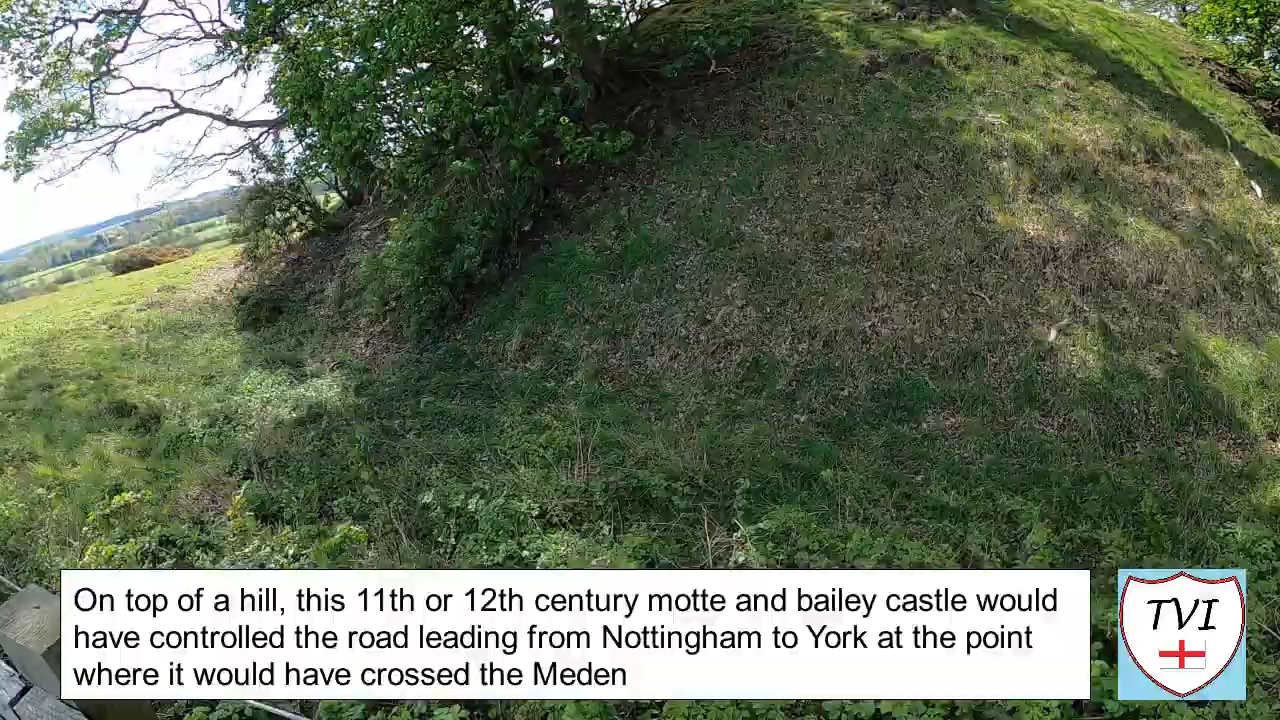 On top of a hill, this 11th or 12th century motte and bailey castle would
have controlled the road leading from Nottingham to York at the point
where it would have crossed the Meden
TVI